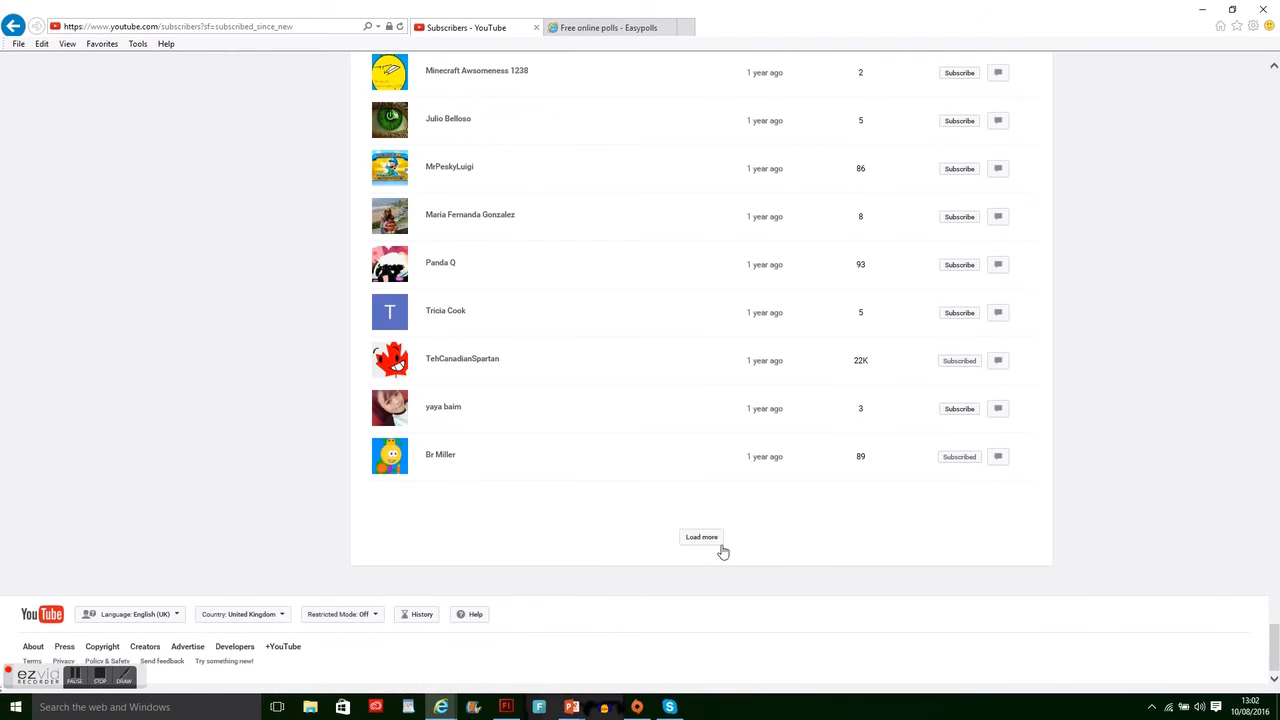 https://www.youtube.com/subscribers?sf=subscribed_since_new
Subscribers - YouTube
Free online polls - Easypolls
File Edit View Favorites Tools Help
Minecraft Awsomeness 1238 1 year ago 2 Subscribe
Julio Belloso 1 year ago 5 Subscribe
MrPeskyLuigi 1 year ago 86 Subscribe
Maria Fernanda Gonzalez 1 year ago 8 Subscribe
Panda Q 1 year ago 93 Subscribe
T Tricia Cook 1 year ago 5 Subscribe
TehCanadianSpartan 1 year ago 22K Subscribed
yaya baim 1 year ago 3 Subscribe
Br Miller 1 year ago 89 Subscribed
Load more
YouTube Language: English (UK) Country: United Kingdom Restricted Mode: Off History Help
About Press Copyright Creators Advertise Developers +YouTube
Terms Privacy Policy & Safety Send feedback Try something new!
ezvid
RECORDER
PAUSE STOP DRAW
Search the web and Windows
13:02
10/08/2016